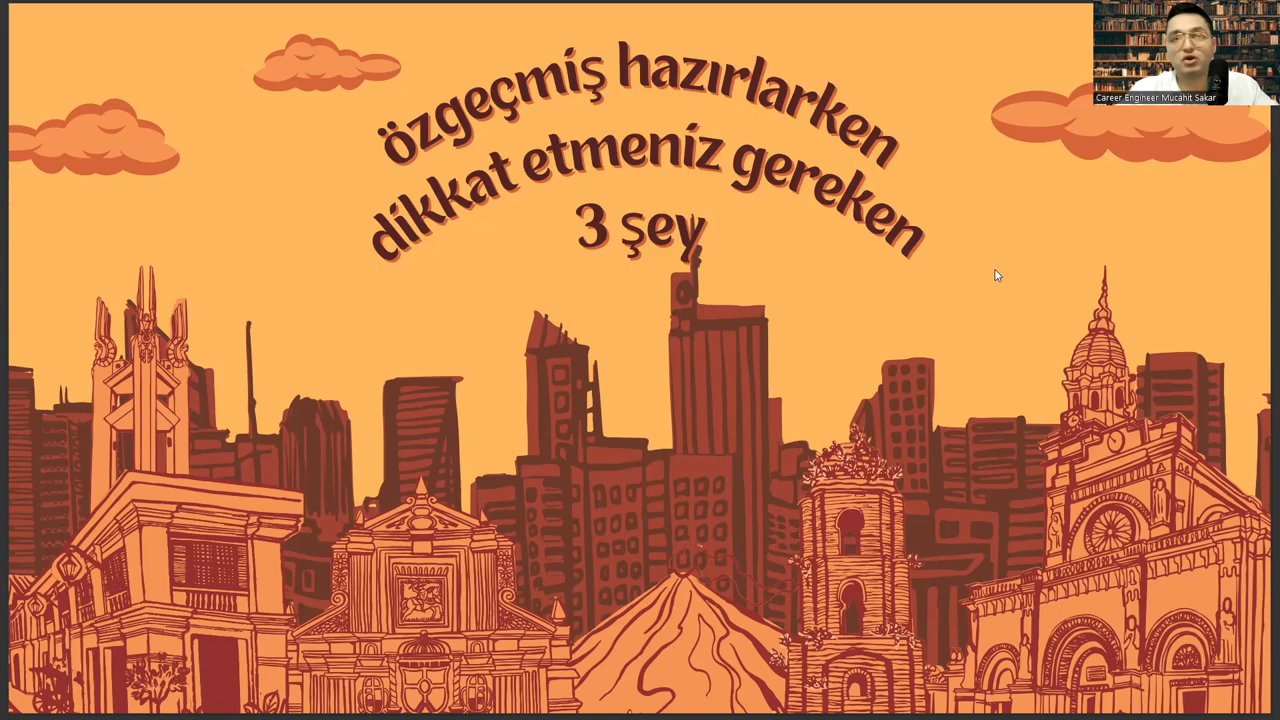 özgeçmiş hazırlarken
dikkat etmeniz gereken
3 şey
Career Engineer Mucahit Sakar